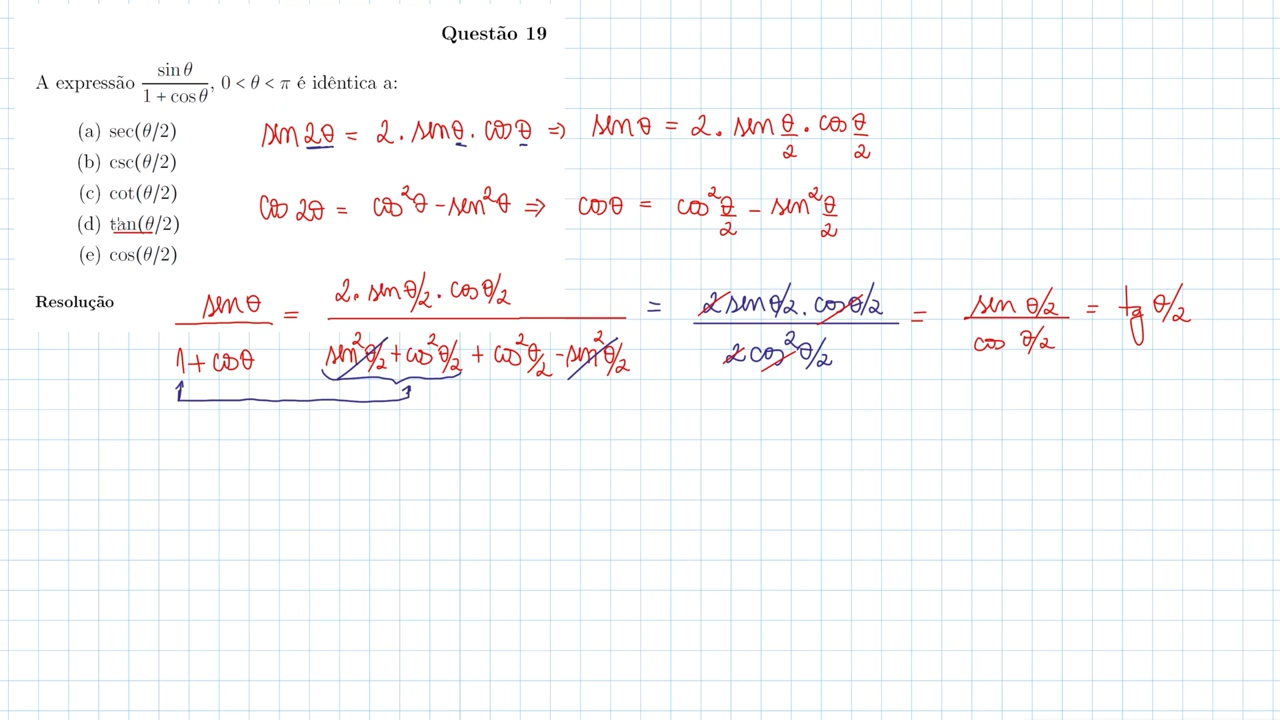 Questão 19
A expressão sin θ / (1 + cos θ), 0 < θ < π é idêntica a:
(a) sec(θ/2)
(b) csc(θ/2)
(c) cot(θ/2)
(d) tan(θ/2)
(e) cos(θ/2)
sen 2θ = 2 · sen θ · cos θ ⇒ sen θ = 2 · sen θ/2 · cos θ/2
cos 2θ = cos²θ - sen²θ ⇒ cos θ = cos² θ/2 - sen² θ/2
Resolução
sen θ / (1 + cos θ) = (2 · sen θ/2 · cos θ/2) / (sen² θ/2 + cos² θ/2 + cos² θ/2 - sen² θ/2) = (2 sen θ/2 · cos θ/2) / (2 cos² θ/2) = (sen θ/2) / (cos θ/2) = tg θ/2